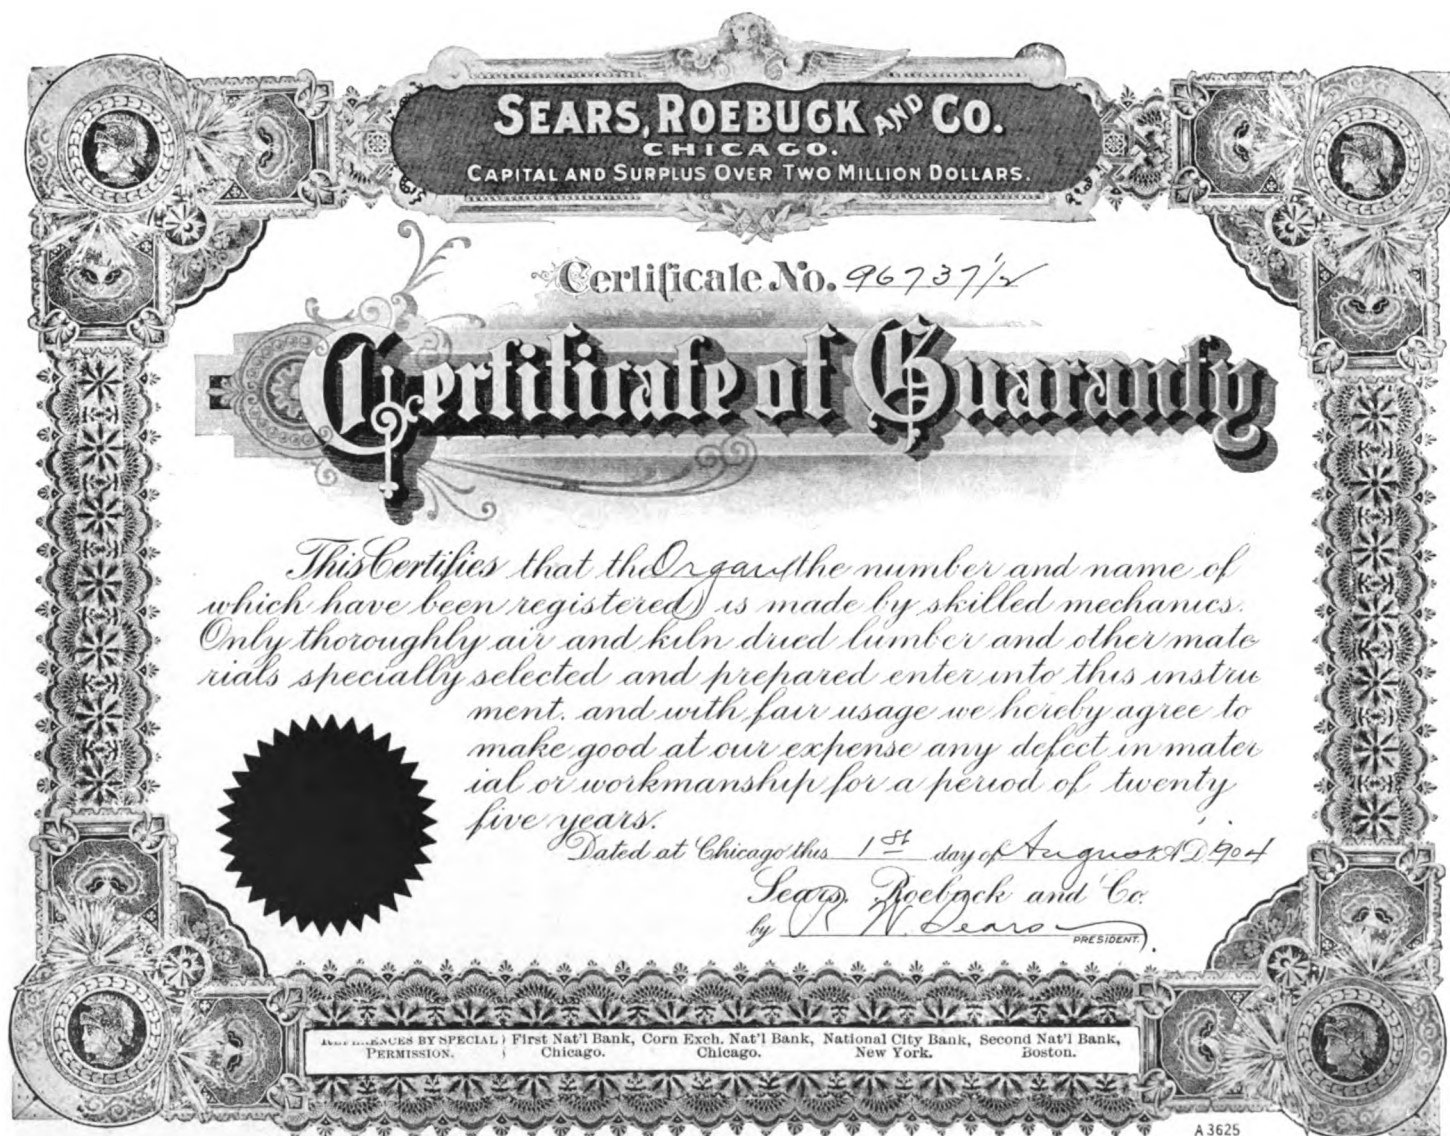 SEARS, ROEBUCK AND CO.
CHICAGO.
CAPITAL AND SURPLUS OVER TWO MILLION DOLLARS.
Certificate No. 96737 1/2
Certificate of Guaranty
This Certifies that the Organ (the number and name of
which have been registered) is made by skilled mechanics.
Only thoroughly air and kiln dried lumber and other mate
rials specially selected and prepared enter into this instru
ment. and with fair usage we hereby agree to
make good at our expense any defect in mater
ial or workmanship for a period of twenty
five years.
Dated at Chicago this 1st day of August A.D. 1904
Sears, Roebuck and Co.
by R W. Sears PRESIDENT.
REFERENCES BY SPECIAL PERMISSION. First Nat'l Bank, Chicago. Corn Exch. Nat'l Bank, Chicago. National City Bank, New York. Second Nat'l Bank, Boston.
A 3625